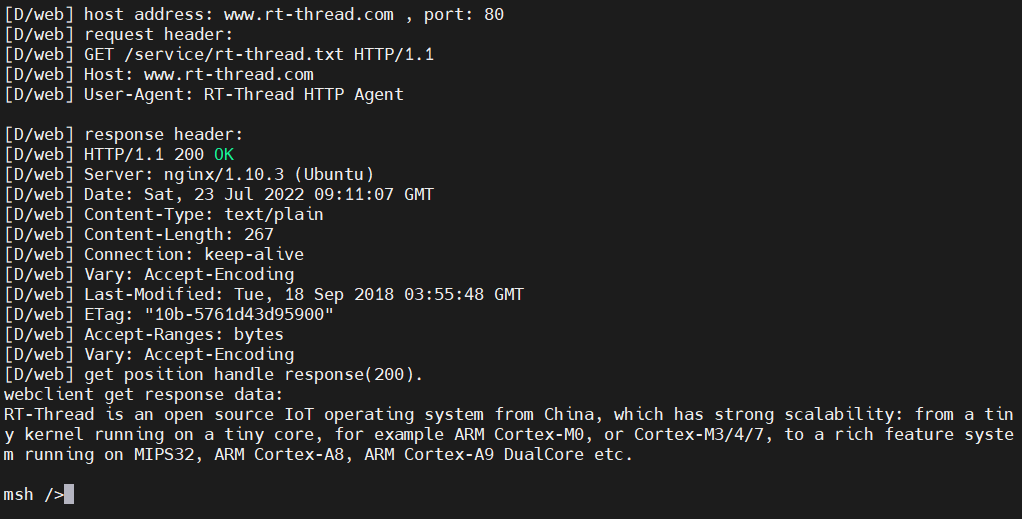 [D/web] host address: www.rt-thread.com , port: 80
[D/web] request header:
[D/web] GET /service/rt-thread.txt HTTP/1.1
[D/web] Host: www.rt-thread.com
[D/web] User-Agent: RT-Thread HTTP Agent
[D/web] response header:
[D/web] HTTP/1.1 200 OK
[D/web] Server: nginx/1.10.3 (Ubuntu)
[D/web] Date: Sat, 23 Jul 2022 09:11:07 GMT
[D/web] Content-Type: text/plain
[D/web] Content-Length: 267
[D/web] Connection: keep-alive
[D/web] Vary: Accept-Encoding
[D/web] Last-Modified: Tue, 18 Sep 2018 03:55:48 GMT
[D/web] ETag: "10b-5761d43d95900"
[D/web] Accept-Ranges: bytes
[D/web] Vary: Accept-Encoding
[D/web] get position handle response(200).
webclient get response data:
RT-Thread is an open source IoT operating system from China, which has strong scalability: from a tin
y kernel running on a tiny core, for example ARM Cortex-M0, or Cortex-M3/4/7, to a rich feature syste
m running on MIPS32, ARM Cortex-A8, ARM Cortex-A9 DualCore etc.
msh />